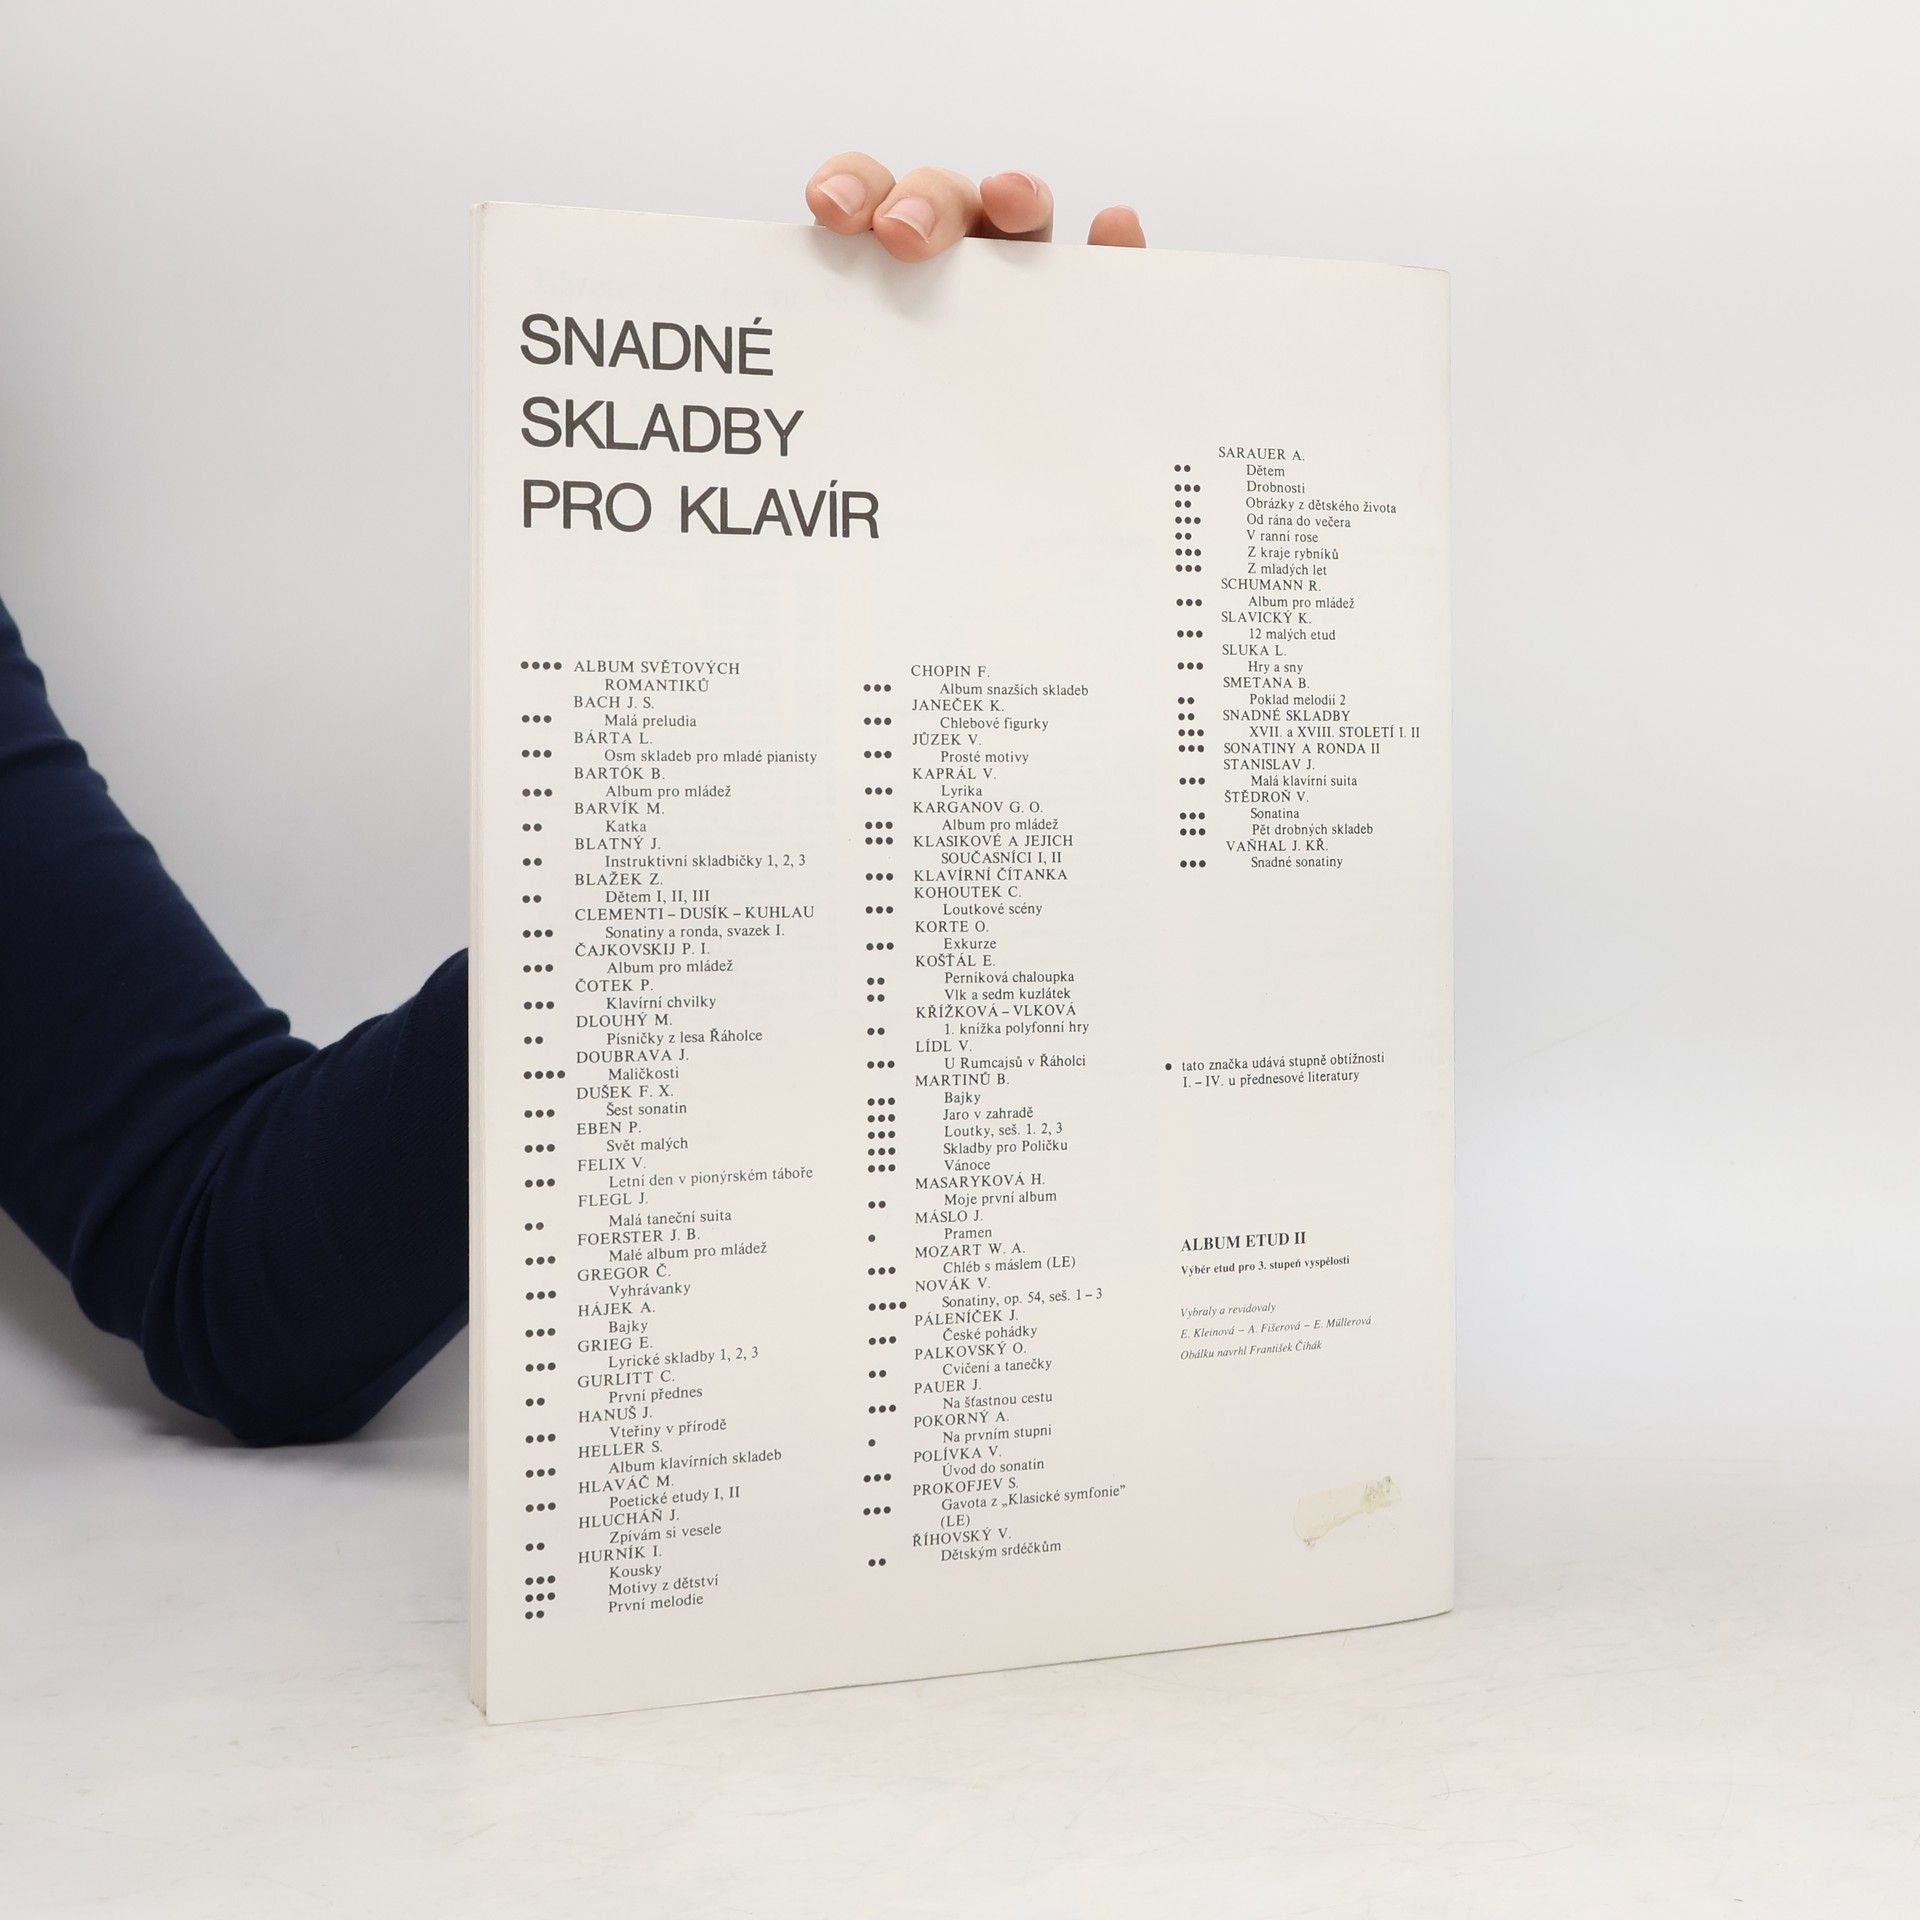 SNADNÉ
SKLADBY
PRO KLAVÍR
•••• ALBUM SVĚTOVÝCH
ROMANTIKŮ
BACH J. S.
••• Malá preludia
BÁRTA L.
••• Osm skladeb pro mladé pianisty
BARTÓK B.
••• Album pro mládež
BARVÍK M.
•• Katka
BLATNÝ J.
•• Instruktivní skladbičky 1, 2, 3
BLAŽEK Z.
•• Dětem I, II, III
CLEMENTI – DUSÍK – KUHLAU
••• Sonatiny a ronda, svazek I.
ČAJKOVSKIJ P. I.
••• Album pro mládež
ČOTEK P.
••• Klavírní chvilky
DLOUHÝ M.
•• Písničky z lesa Řáholce
DOUBRAVA J.
•••• Maličkosti
DUŠEK F. X.
••• Šest sonatin
EBEN P.
••• Svět malých
FELIX V.
••• Letní den v pionýrském táboře
FLEGL J.
•• Malá taneční suita
FOERSTER J. B.
••• Malé album pro mládež
GREGOR Č.
••• Vyhrávanky
HÁJEK A.
••• Bajky
GRIEG E.
••• Lyrické skladby 1, 2, 3
GURLITT C.
•• První přednes
HANUŠ J.
••• Vteřiny v přírodě
HELLER S.
••• Album klavírních skladeb
HLAVÁČ M.
••• Poetické etudy I, II
HLUCHÁŇ J.
•• Zpívám si vesele
HURNÍK I.
••• Kousky
••• Motivy z dětství
•• První melodie
CHOPIN F.
••• Album snazších skladeb
JANEČEK K.
••• Chlebové figurky
JŮZEK V.
••• Prosté motivy
KAPRÁL V.
••• Lyrika
KARGANOV G. O.
••• Album pro mládež
••• KLASIKOVÉ A JEJICH
SOUČASNÍCI I, II
••• KLAVÍRNÍ ČÍTANKA
KOHOUTEK C.
••• Loutkové scény
KORTE O.
••• Exkurze
KOŠŤÁL E.
•• Perníková chaloupka
•• Vlk a sedm kuzlátek
KŘÍŽKOVÁ – VLKOVÁ
•• 1. knížka polyfonní hry
LÍDL V.
••• U Rumcajsů v Řáholci
MARTINŮ B.
••• Bajky
••• Jaro v zahradě
••• Loutky, seš. 1. 2, 3
••• Skladby pro Poličku
••• Vánoce
MASARYKOVÁ H.
•• Moje první album
MÁSLO J.
• Pramen
MOZART W. A.
••• Chléb s máslem (LE)
NOVÁK V.
•••• Sonatiny, op. 54, seš. 1 – 3
PÁLENÍČEK J.
••• České pohádky
PALKOVSKÝ O.
•• Cvičení a tanečky
PAUER J.
••• Na šťastnou cestu
POKORNÝ A.
• Na prvním stupni
POLÍVKA V.
••• Úvod do sonatin
PROKOFJEV S.
••• Gavota z „Klasické symfonie”
(LE)
ŘÍHOVSKÝ V.
•• Dětským srdéčkům
SARAUER A.
•• Dětem
••• Drobnosti
•• Obrázky z dětského života
••• Od rána do večera
•• V ranní rose
••• Z kraje rybníků
••• Z mladých let
SCHUMANN R.
••• Album pro mládež
SLAVICKÝ K.
••• 12 malých etud
SLUKA L.
••• Hry a sny
SMETANA B.
•• Poklad melodií 2
•• SNADNÉ SKLADBY
••• XVII. a XVIII. STOLETÍ I. II
••• SONATINY A RONDA II
STANISLAV J.
••• Malá klavírní suita
ŠTĚDROŇ V.
••• Sonatina
••• Pět drobných skladeb
VAŇHAL J. KŘ.
••• Snadné sonatiny
• tato značka udává stupně obtížnosti
I. – IV. u přednesové literatury
ALBUM ETUD II
Výběr etud pro 3. stupeň vyspělosti
Vybraly a revidovaly
E. Kleinová – A. Fišerová – E. Müllerová
Obálku navrhl František Čihák